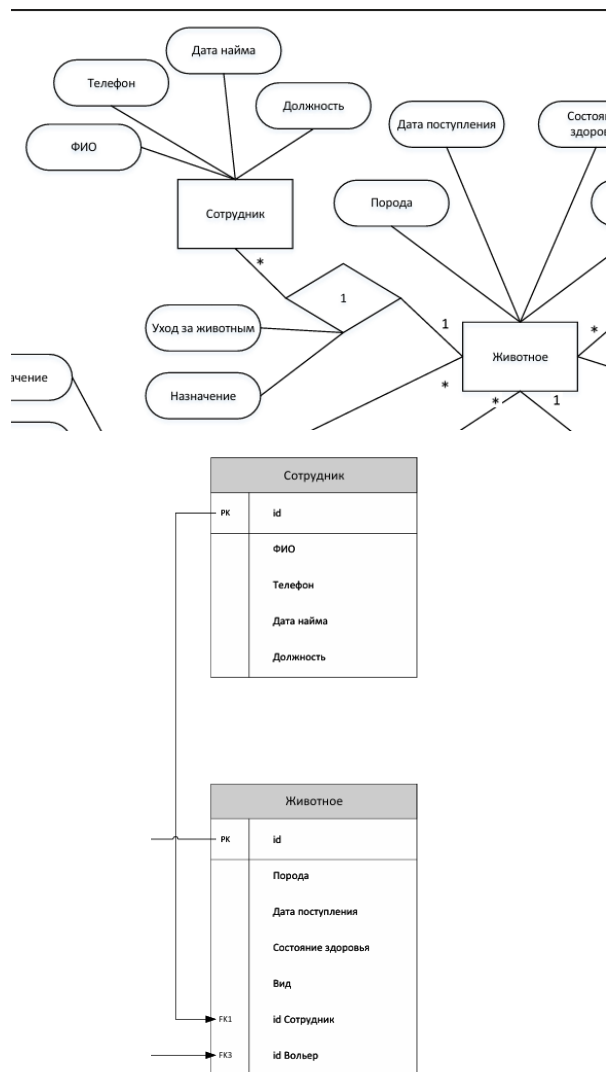 Дата найма
Телефон
Должность
ФИО
Дата поступления
Сотрудник
Порода
*
1
Уход за животным
1
Животное
*
*
Назначение
*
1
Сотрудник
PK id
ФИО
Телефон
Дата найма
Должность
Животное
PK id
Порода
Дата поступления
Состояние здоровья
Вид
FK1 id Сотрудник
FK3 id Вольер